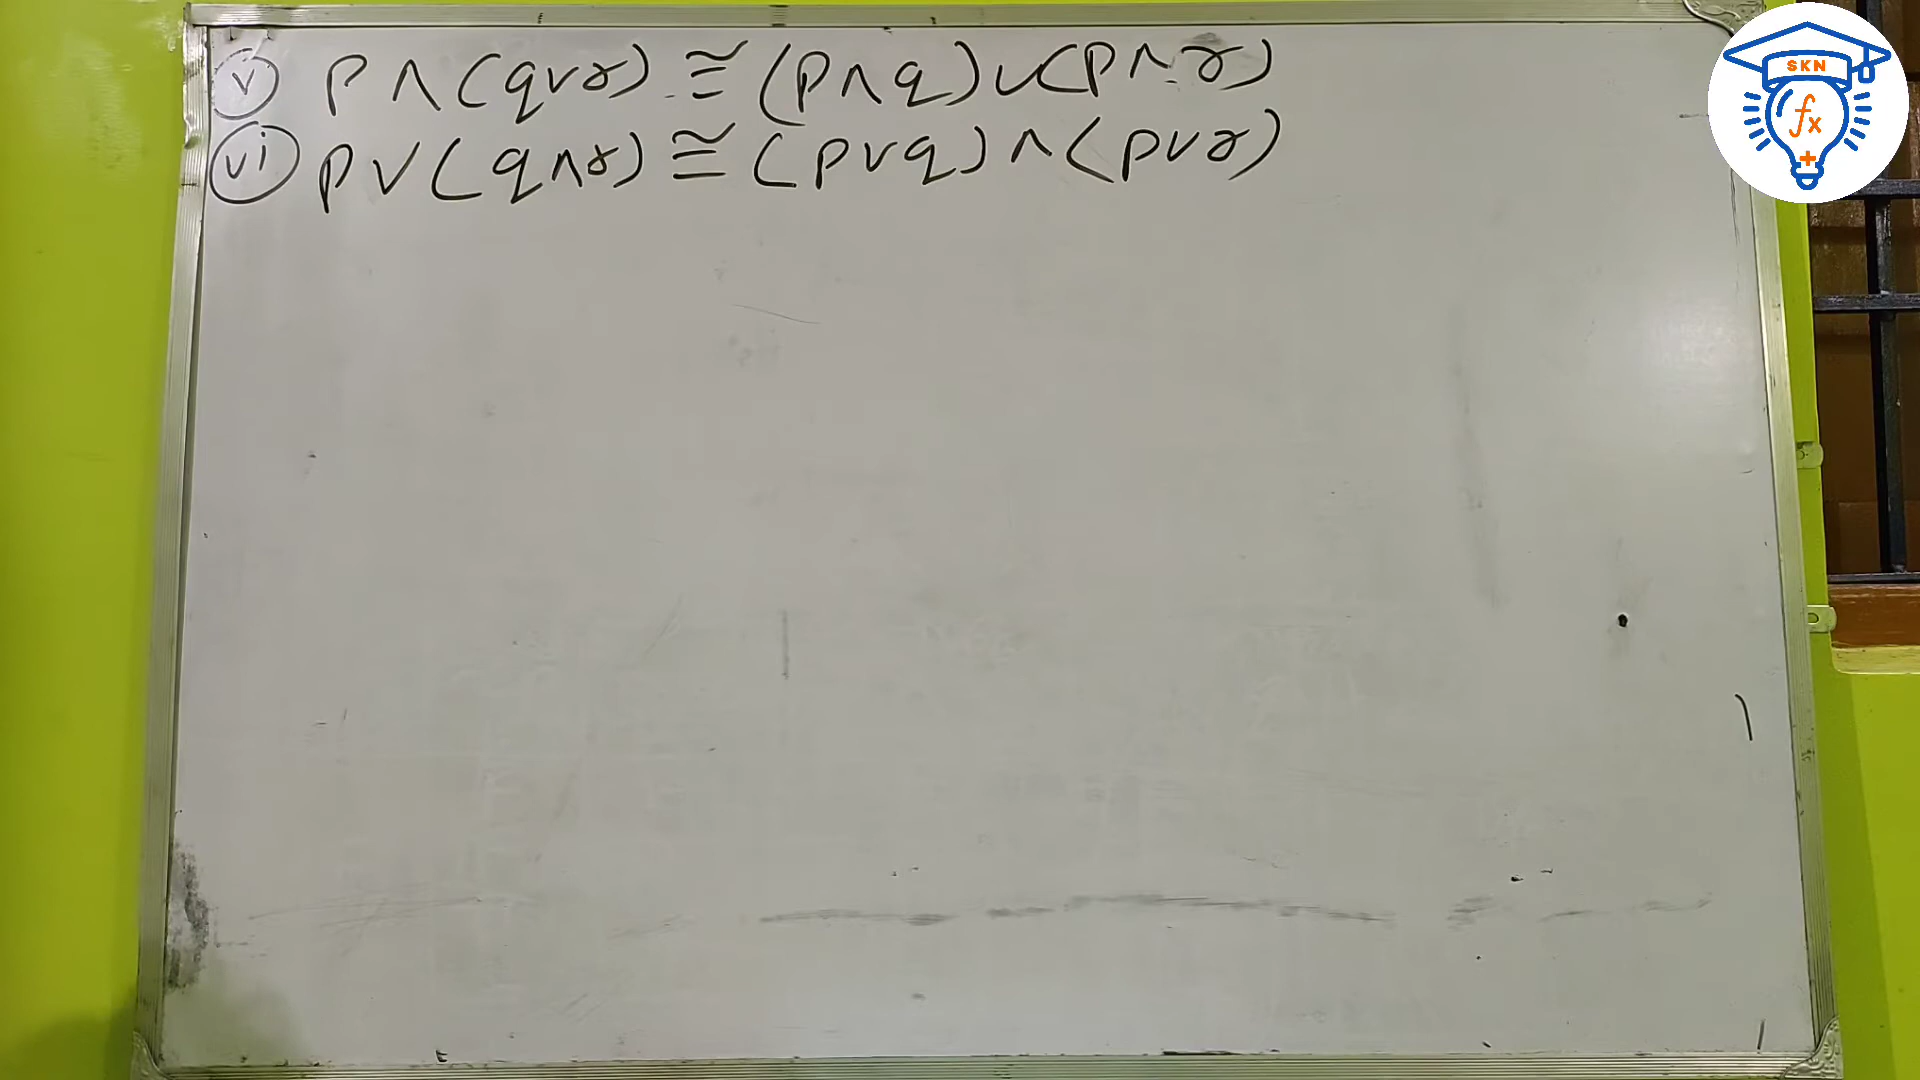 (v) p ∧ (q ∨ r) ≅ (p ∧ q) ∨ (p ∧ r)
(vi) p ∨ (q ∧ r) ≅ (p ∨ q) ∧ (p ∨ r)
SKN
fx
+